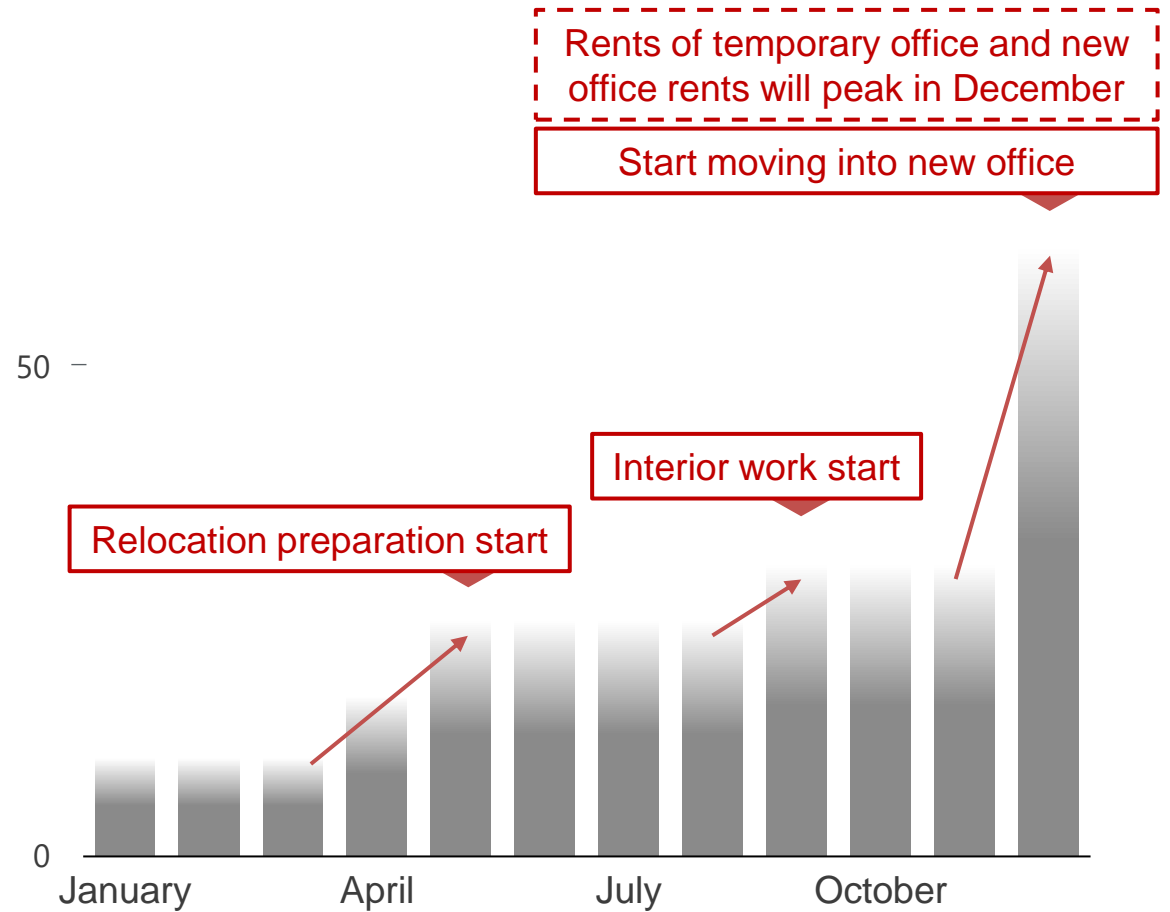 Rents of temporary office and new
office rents will peak in December
Start moving into new office
50
Interior work start
Relocation preparation start
0
January
April
July
October